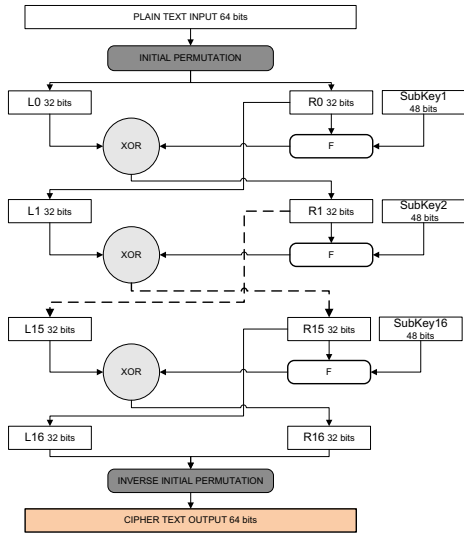 PLAIN TEXT INPUT 64 bits
INITIAL PERMUTATION
L0 32 bits
R0 32 bits
SubKey1
48 bits
XOR
F
L1 32 bits
R1 32 bits
SubKey2
48 bits
XOR
F
L15 32 bits
R15 32 bits
SubKey16
48 bits
XOR
F
L16 32 bits
R16 32 bits
INVERSE INITIAL PERMUTATION
CIPHER TEXT OUTPUT 64 bits